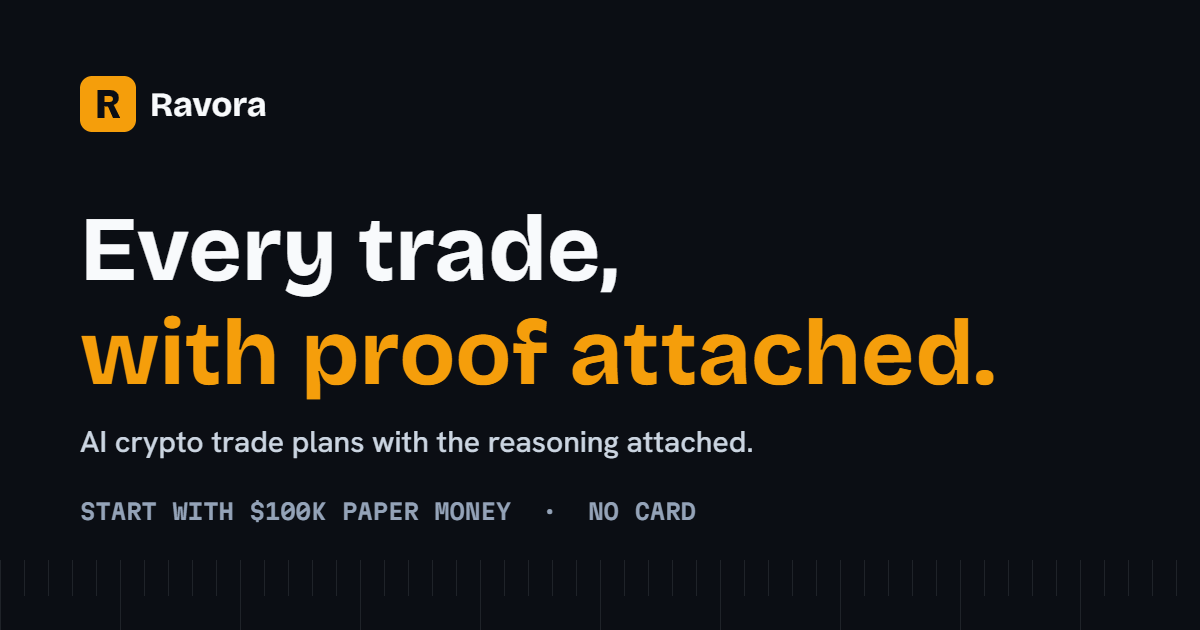 R Ravora
Every trade,
with proof attached.
AI crypto trade plans with the reasoning attached.
START WITH $100K PAPER MONEY · NO CARD